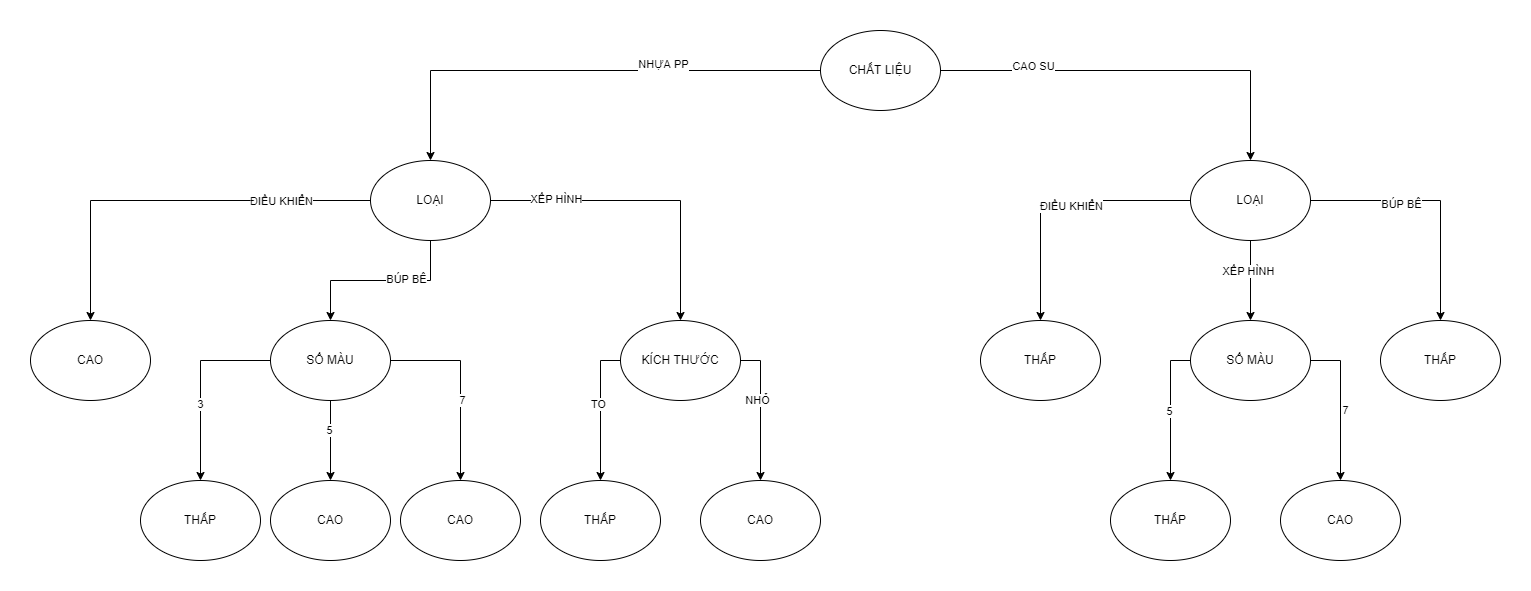 CHẤT LIỆU
NHỰA PP
CAO SU
LOẠI
LOẠI
ĐIỀU KHIỂN
XẾP HÌNH
ĐIỀU KHIỂN
BÚP BÊ
BÚP BÊ
XẾP HÌNH
CAO
SỐ MÀU
KÍCH THƯỚC
THẤP
SỐ MÀU
THẤP
3
5
7
TO
NHỎ
5
7
THẤP
CAO
CAO
THẤP
CAO
THẤP
CAO